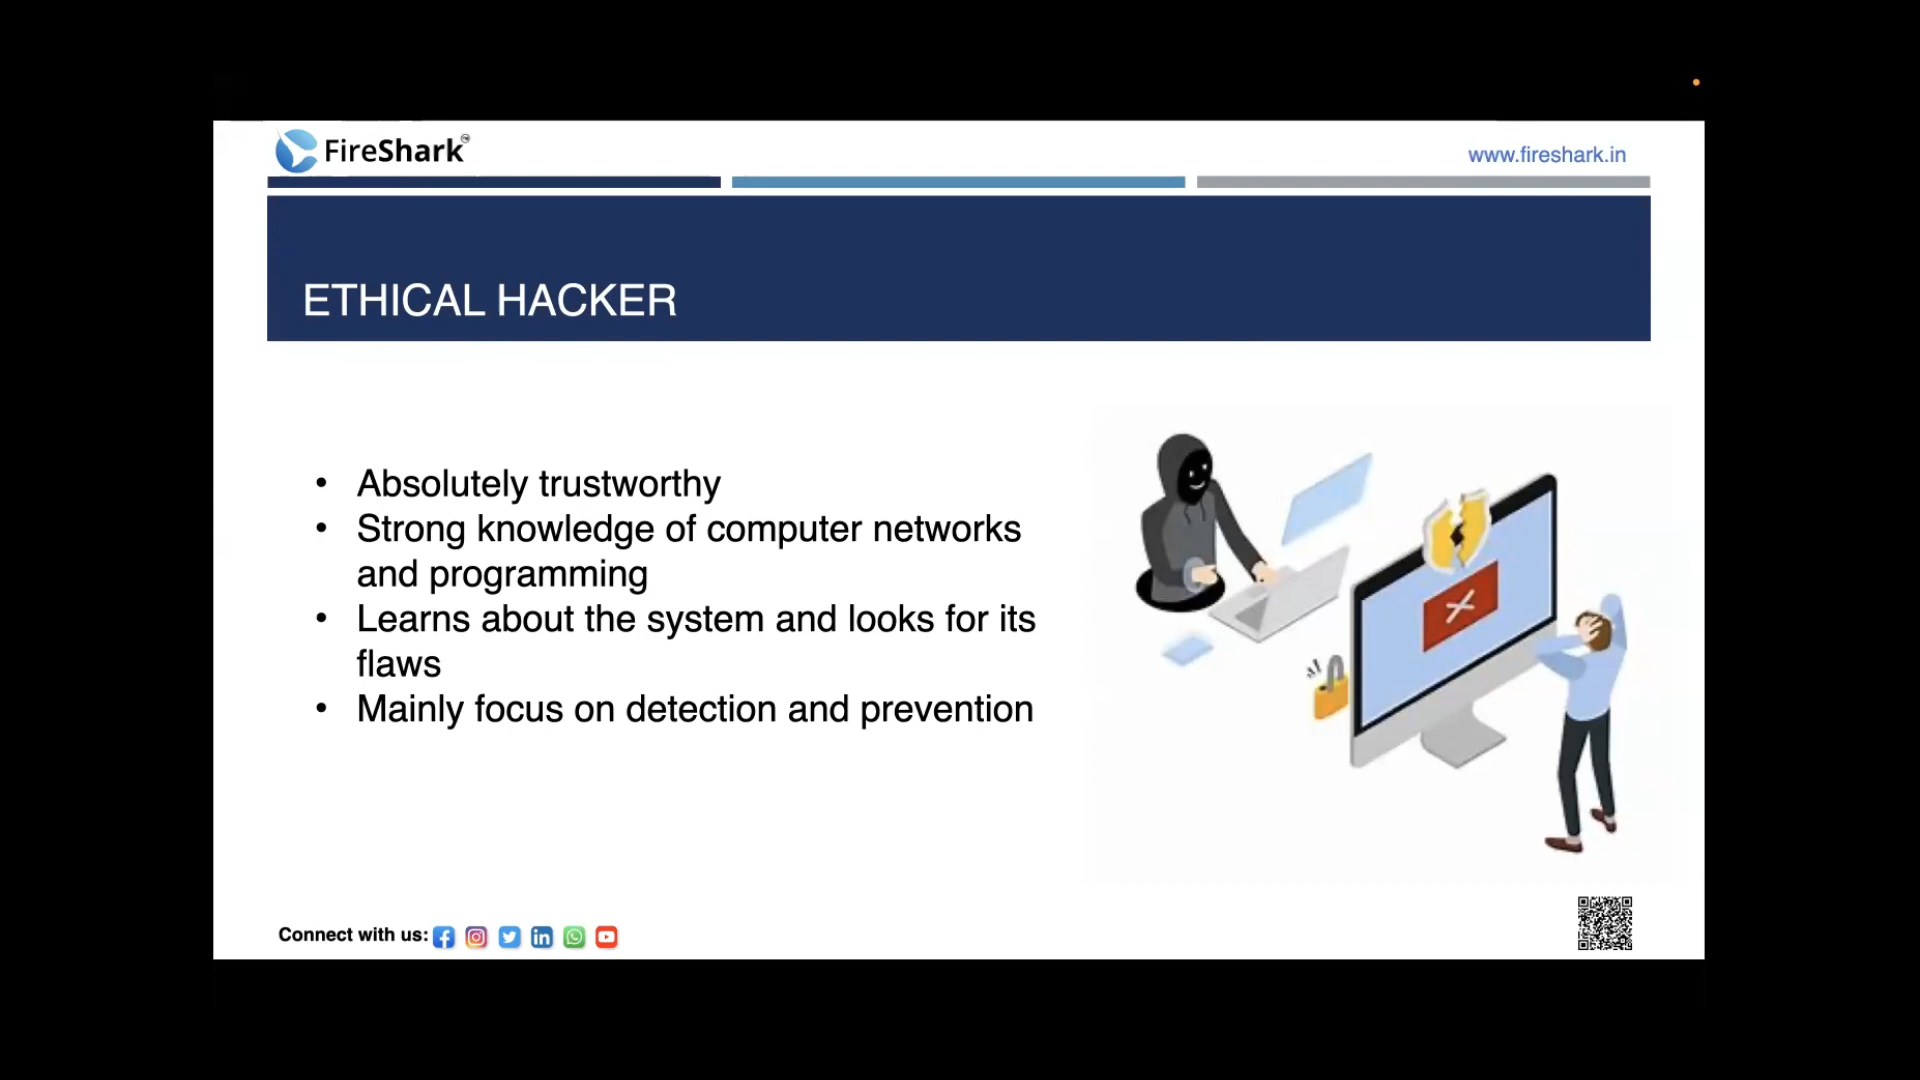 FireShark™
www.fireshark.in
ETHICAL HACKER
• Absolutely trustworthy
• Strong knowledge of computer networks
and programming
• Learns about the system and looks for its
flaws
• Mainly focus on detection and prevention
Connect with us: